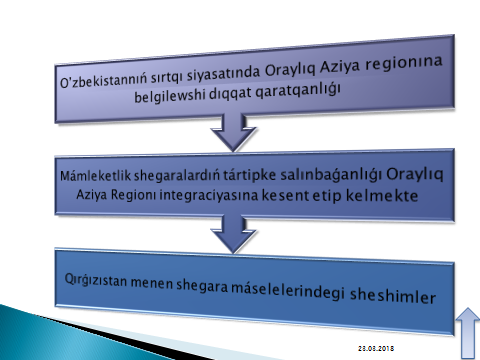 O'zbekistannıń sırtqı siyasatında Oraylıq Aziya regionına
belgilewshi dıqqat qaratqanlıǵı
Mámleketlik shegaralardıń tártipke salınbaǵanlıǵı Oraylıq
Aziya Regionı integraciyasına kesent etip kelmekte
Qırǵızıstan menen shegara máselelerindegi sheshimler
23.03.2018